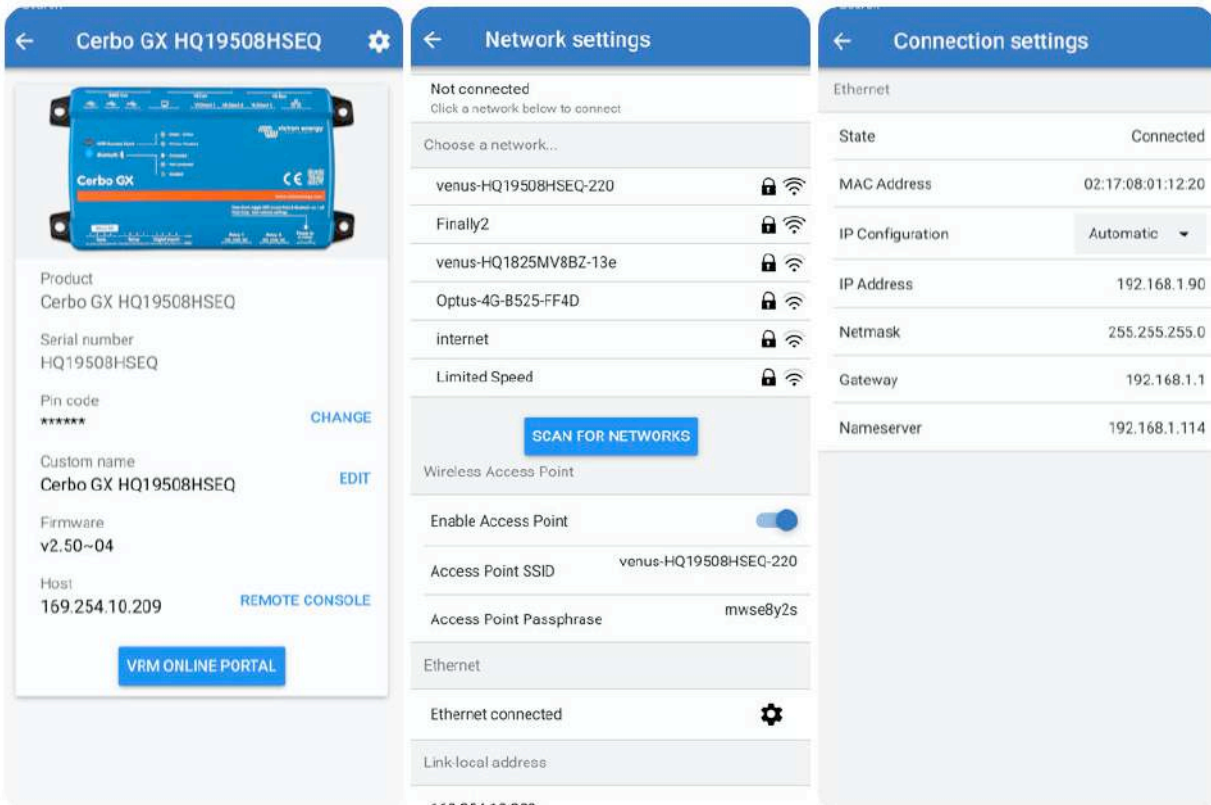 Cerbo GX HQ19508HSEQ
victron energy
Cerbo GX
Product
Cerbo GX HQ19508HSEQ
Serial number
HQ19508HSEQ
Pin code
******
CHANGE
Custom name
Cerbo GX HQ19508HSEQ
EDIT
Firmware
v2.50~04
Host
169.254.10.209
REMOTE CONSOLE
VRM ONLINE PORTAL
Network settings
Not connected
Click a network below to connect
Choose a network...
venus-HQ19508HSEQ-220
Finally2
venus-HQ1825MV8BZ-13e
Optus-4G-B525-FF4D
internet
Limited Speed
SCAN FOR NETWORKS
Wireless Access Point
Enable Access Point
Access Point SSID
venus-HQ19508HSEQ-220
Access Point Passphrase
mwse8y2s
Ethernet
Ethernet connected
Link-local address
Connection settings
Ethernet
State
Connected
MAC Address
02:17:08:01:12:20
IP Configuration
Automatic
IP Address
192.168.1.90
Netmask
255.255.255.0
Gateway
192.168.1.1
Nameserver
192.168.1.114